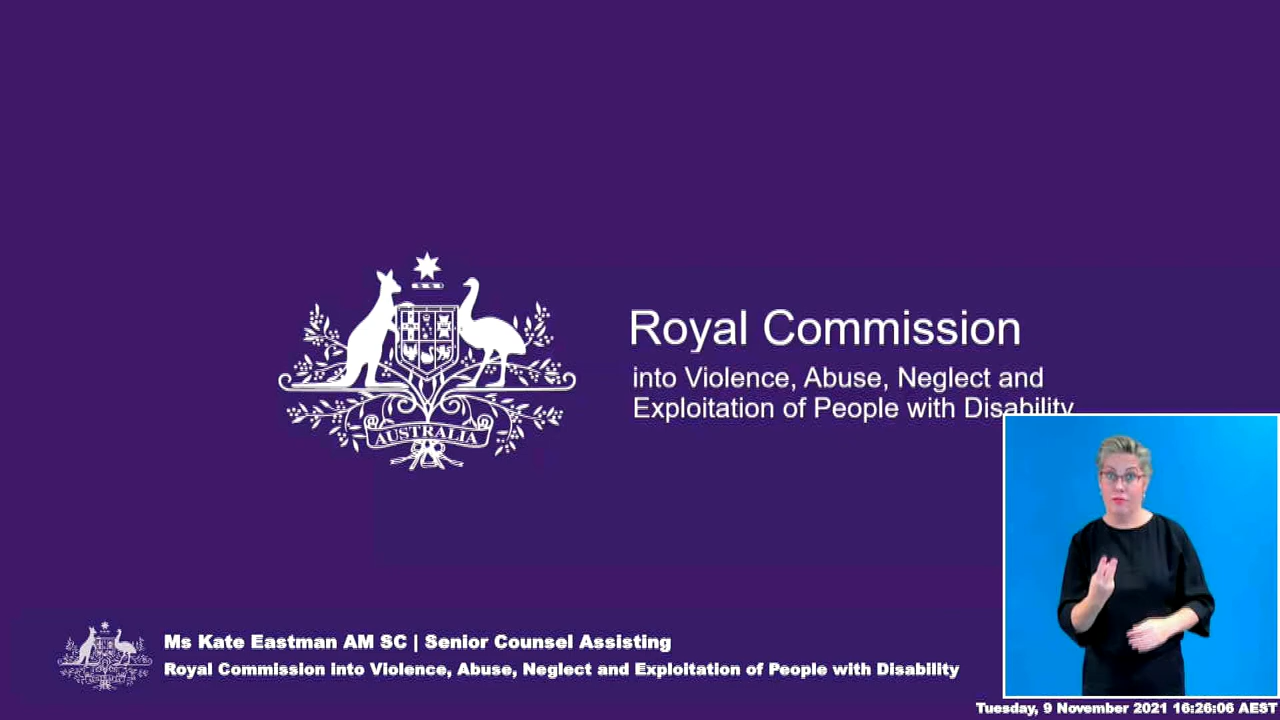 Royal Commission
into Violence, Abuse, Neglect and
Exploitation of People with Disability
AUSTRALIA
Ms Kate Eastman AM SC | Senior Counsel Assisting
Royal Commission into Violence, Abuse, Neglect and Exploitation of People with Disability
Tuesday, 9 November 2021 16:26:06 AEST